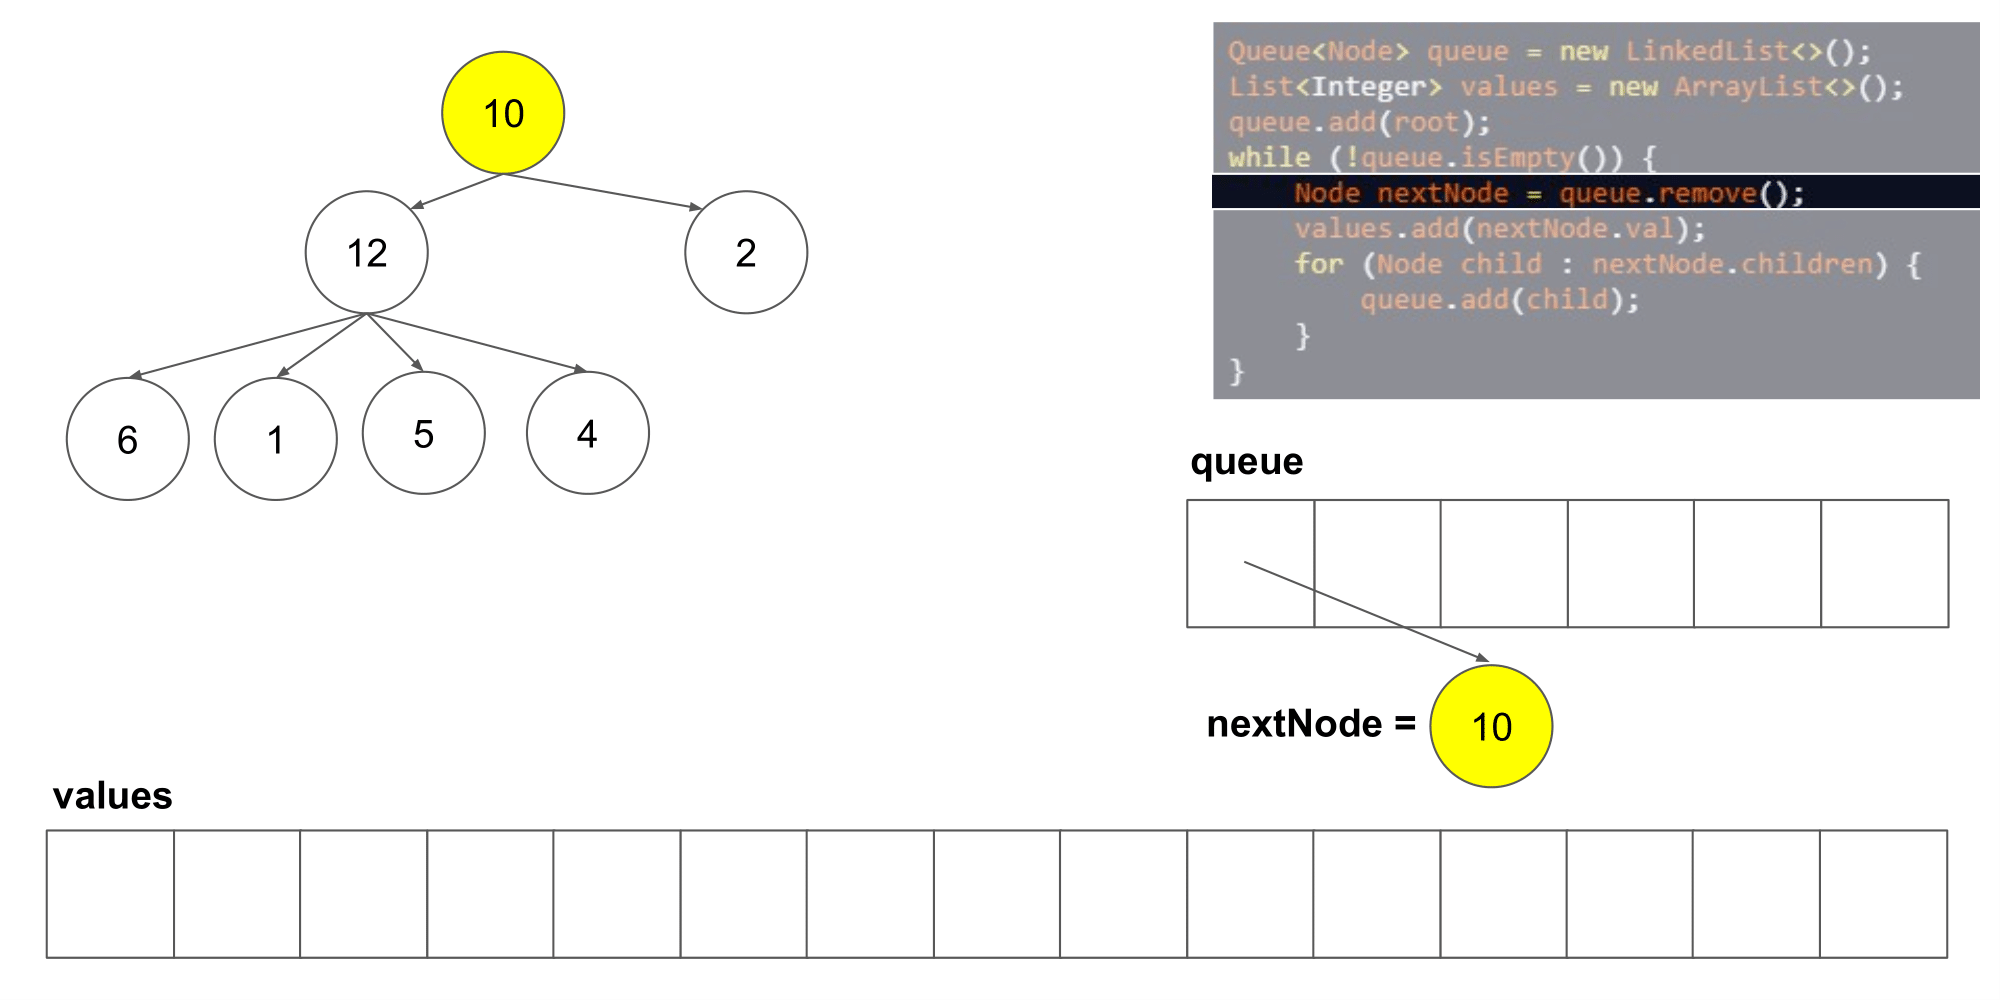 10
12
2
6
1
5
4
Queue<Node> queue = new LinkedList<>();
List<Integer> values = new ArrayList<>();
queue.add(root);
while (!queue.isEmpty()) {
    Node nextNode = queue.remove();
    values.add(nextNode.val);
    for (Node child : nextNode.children) {
        queue.add(child);
    }
}
queue
nextNode = 10
values